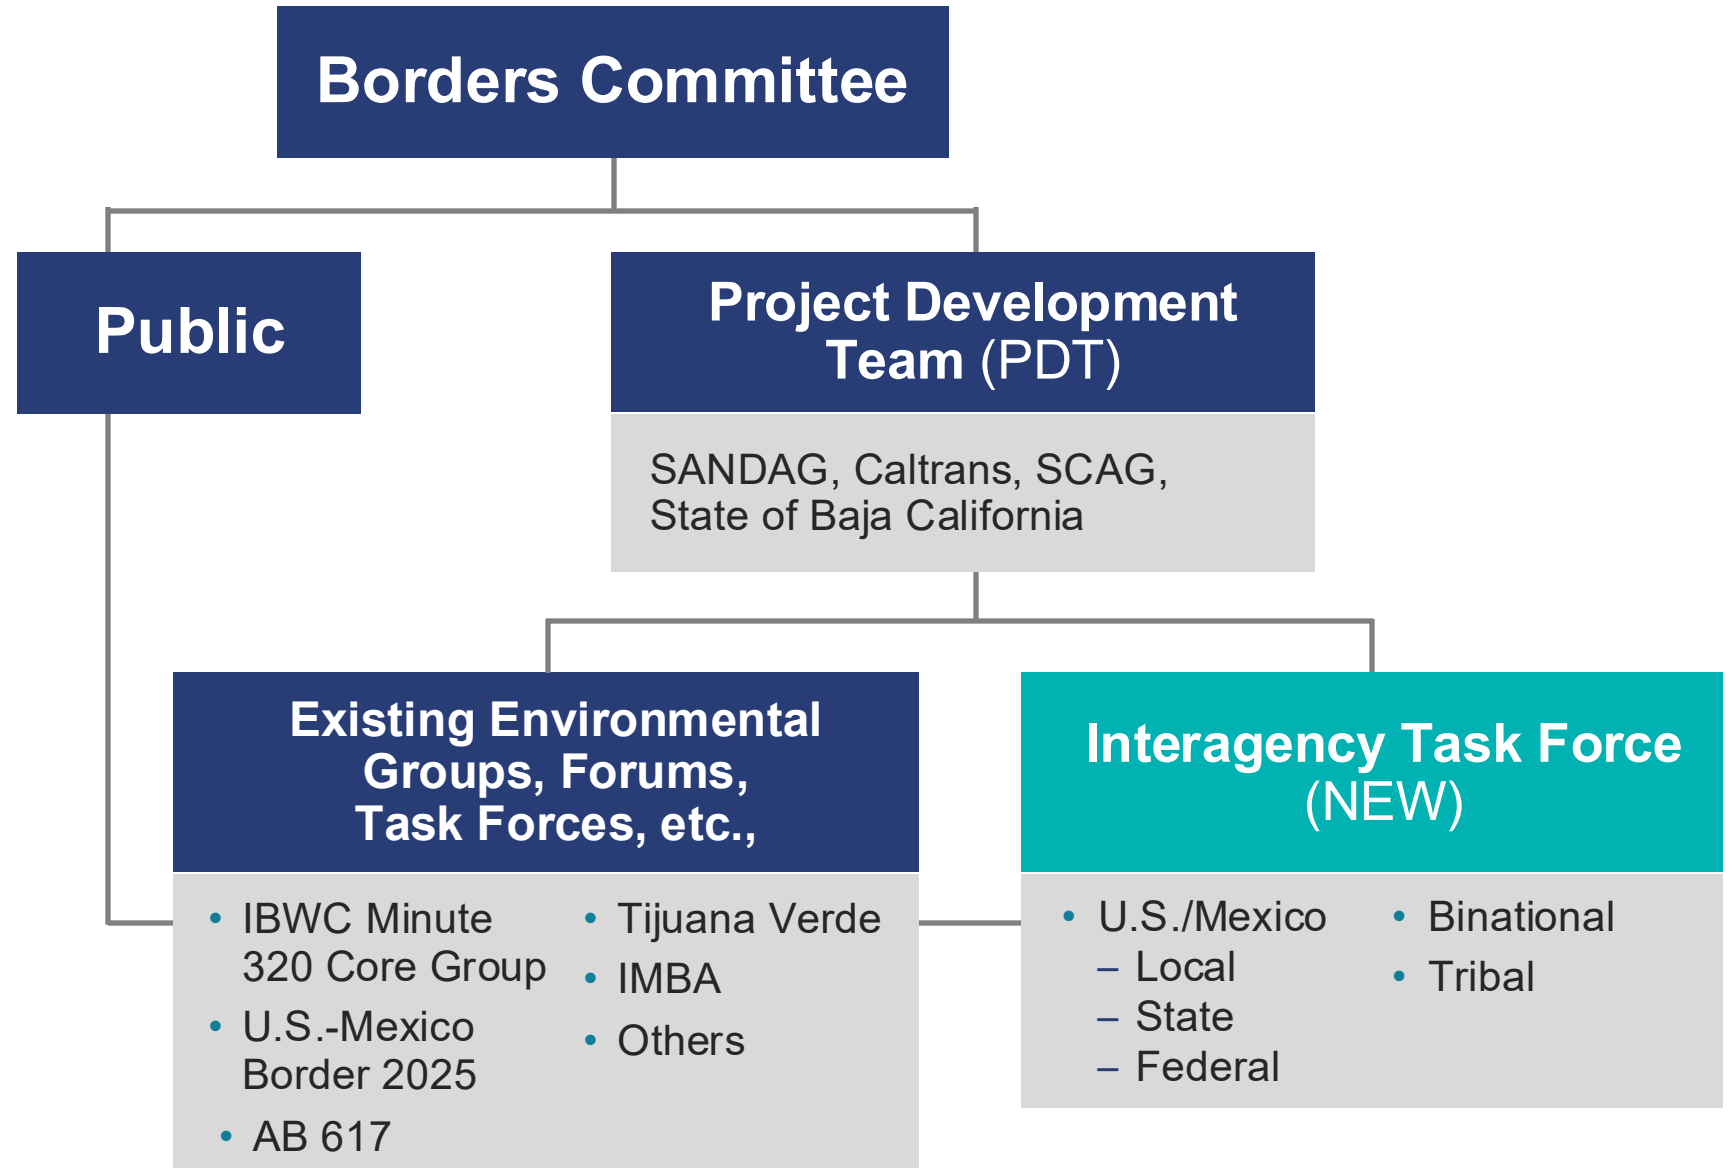 Borders Committee
Public
Project Development
Team (PDT)
SANDAG, Caltrans, SCAG,
State of Baja California
Existing Environmental
Groups, Forums,
Task Forces, etc.,
• IBWC Minute
320 Core Group
• U.S.-Mexico
Border 2025
• AB 617
• Tijuana Verde
• IMBA
• Others
Interagency Task Force
(NEW)
• U.S./Mexico
– Local
– State
– Federal
• Binational
• Tribal